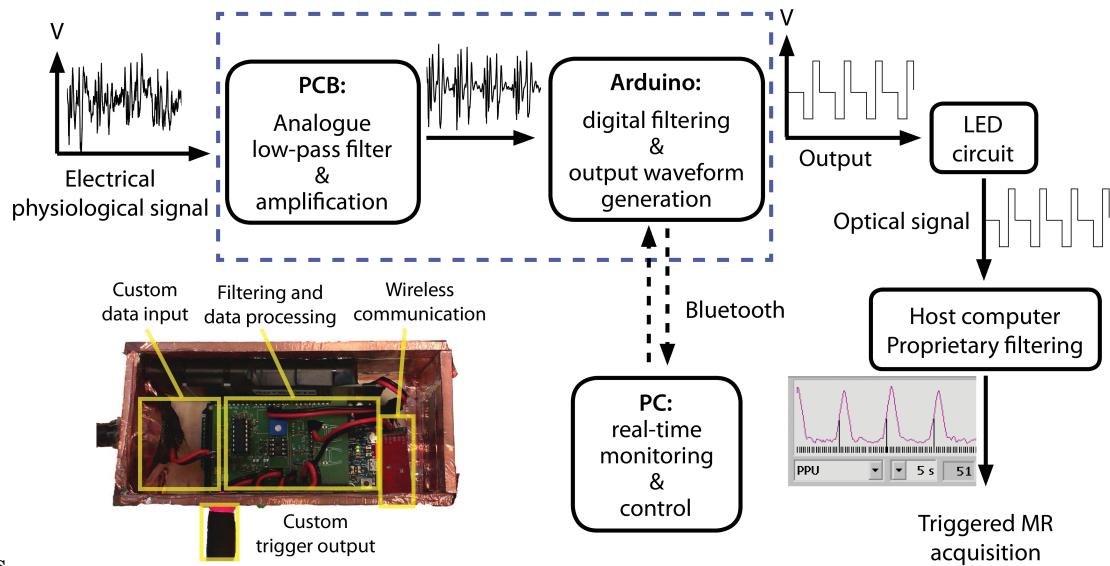 V
Electrical
physiological signal
PCB:
Analogue
low-pass filter
&
amplification
Arduino:
digital filtering
&
output waveform
generation
V
Output
LED
circuit
Optical signal
Host computer
Proprietary filtering
PPU
5 s
51
Triggered MR
acquisition
Bluetooth
PC:
real-time
monitoring
&
control
Custom
data input
Filtering and
data processing
Wireless
communication
Custom
trigger output
s